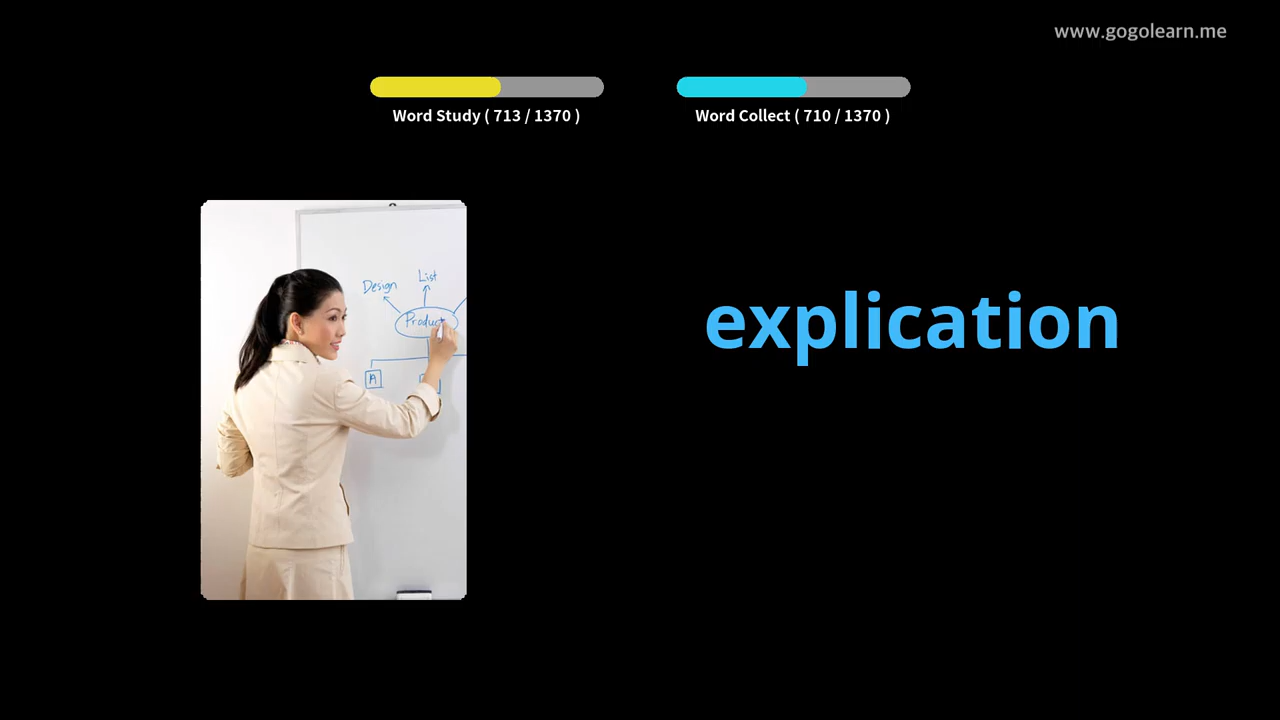 www.gogolearn.me
Word Study ( 713 / 1370 )
Word Collect ( 710 / 1370 )
explication
Design
List
Product
A